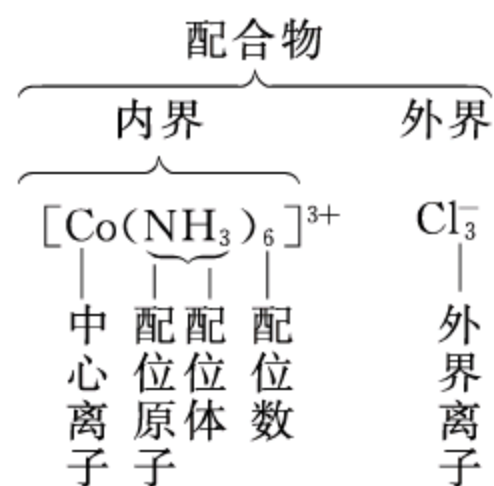 配合物
内界 外界
[Co(NH₃)₆]³⁺ Cl₃⁻
中心离子 配位原子 配位体 配位数 外界离子